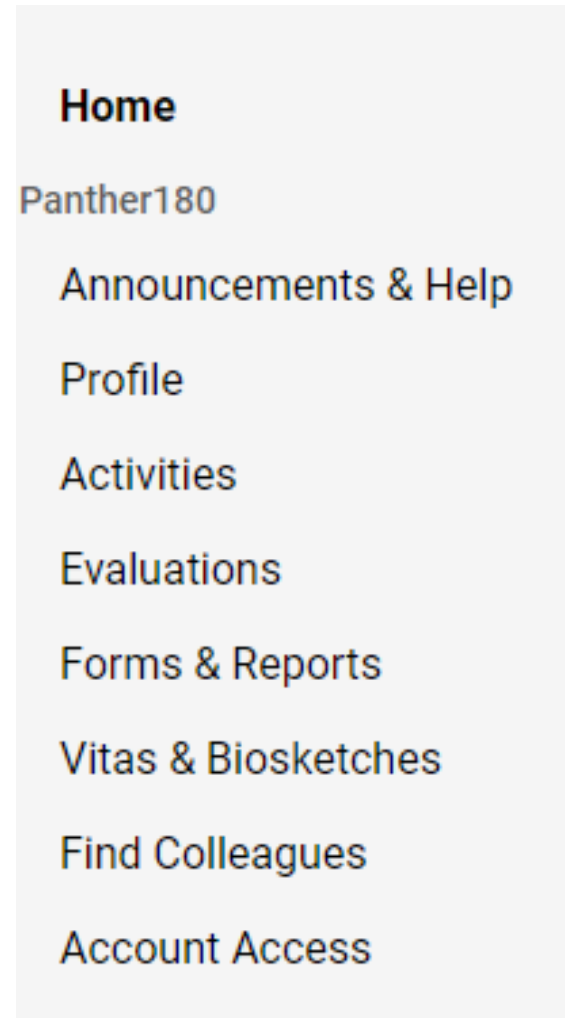 Home
Panther180
Announcements & Help
Profile
Activities
Evaluations
Forms & Reports
Vitas & Biosketches
Find Colleagues
Account Access